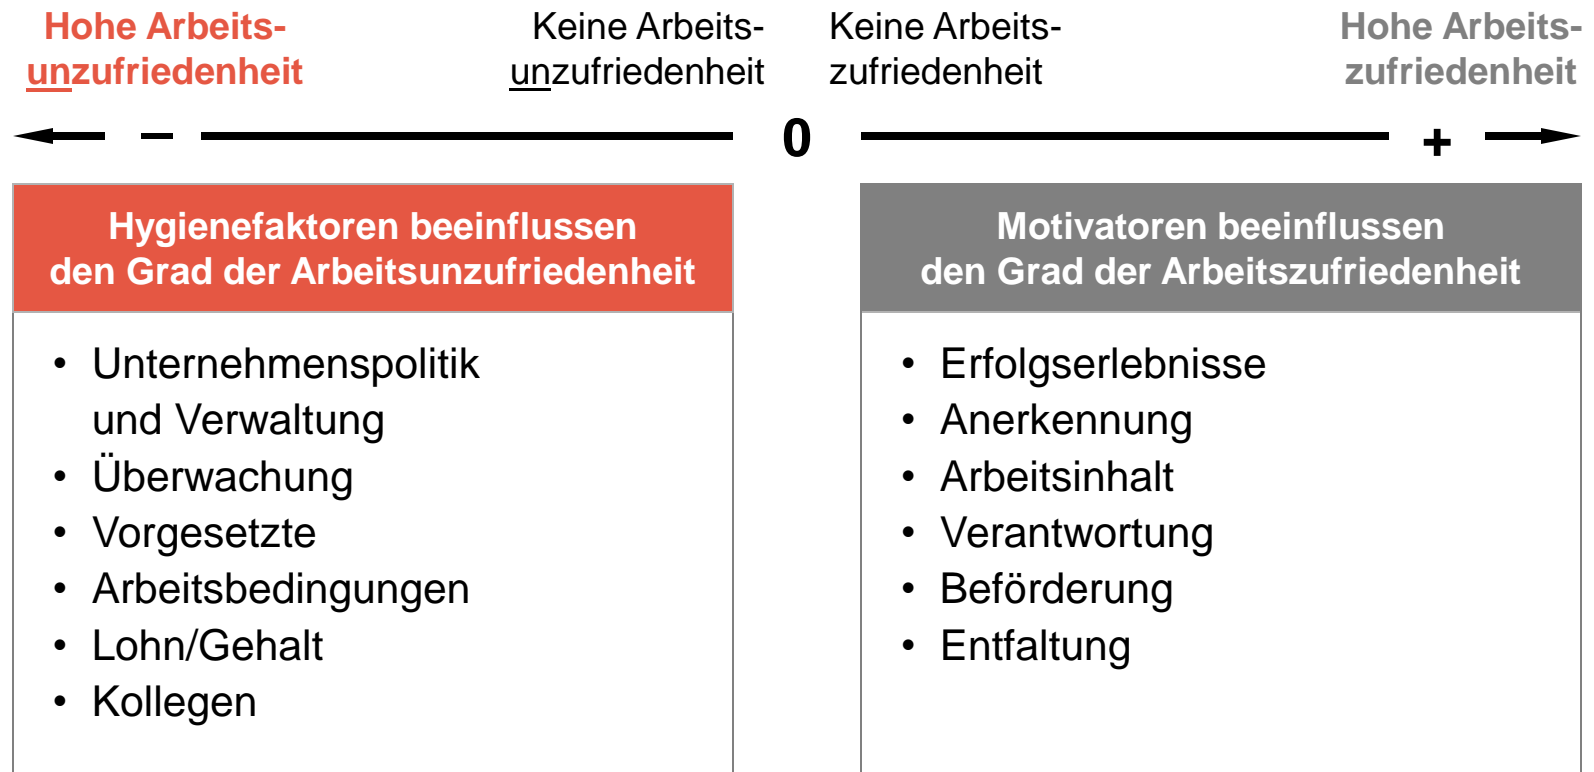 Hohe Arbeits-
unzufriedenheit
Keine Arbeits-
unzufriedenheit
Keine Arbeits-
zufriedenheit
Hohe Arbeits-
zufriedenheit
–
0
+
Hygienefaktoren beeinflussen
den Grad der Arbeitsunzufriedenheit
• Unternehmenspolitik
und Verwaltung
• Überwachung
• Vorgesetzte
• Arbeitsbedingungen
• Lohn/Gehalt
• Kollegen
Motivatoren beeinflussen
den Grad der Arbeitszufriedenheit
• Erfolgserlebnisse
• Anerkennung
• Arbeitsinhalt
• Verantwortung
• Beförderung
• Entfaltung